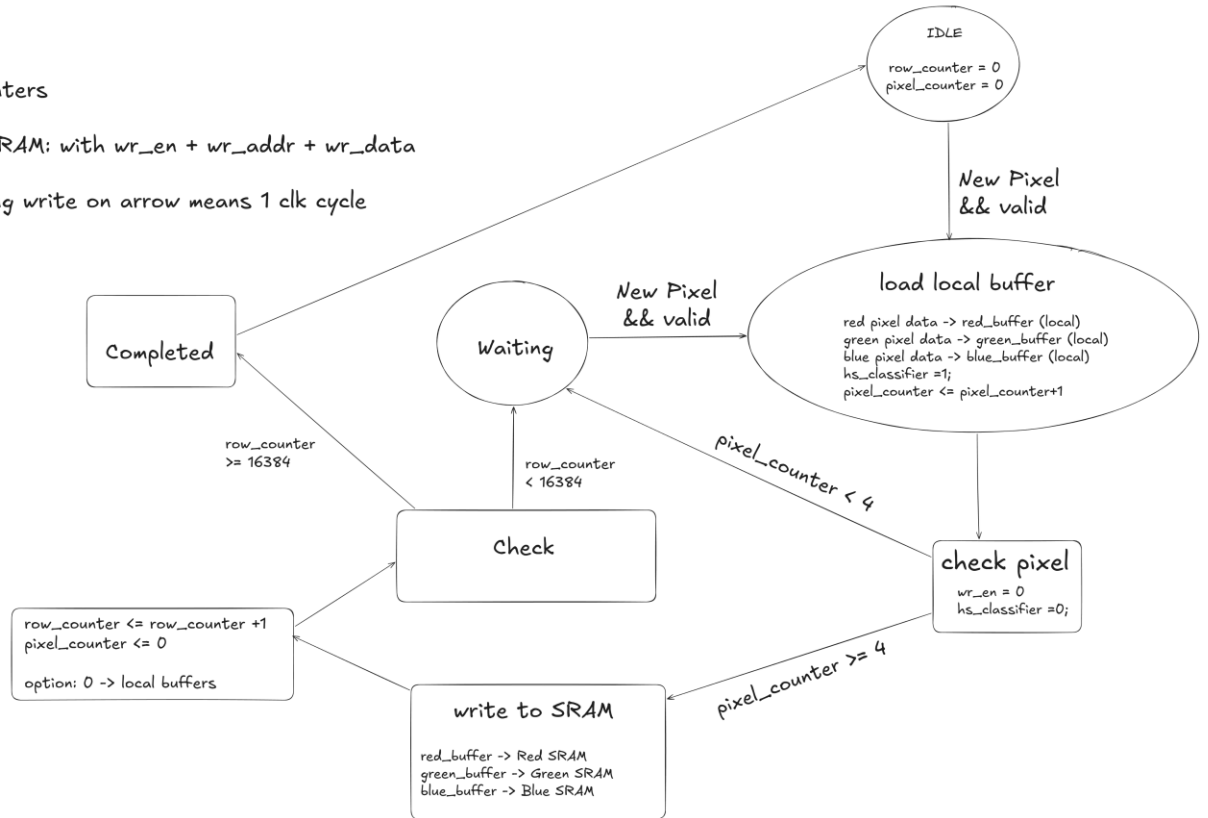 IDLE
row_counter = 0
pixel_counter = 0
RAM: with wr_en + wr_addr + wr_data
write on arrow means 1 clk cycle
New Pixel
&& valid
load local buffer
red pixel data -> red_buffer (local)
green pixel data -> green_buffer (local)
blue pixel data -> blue_buffer (local)
hs_classifier =1;
pixel_counter <= pixel_counter+1
New Pixel
&& valid
Waiting
Completed
row_counter
>= 16384
row_counter
< 16384
pixel_counter < 4
Check
check pixel
wr_en = 0
hs_classifier =0;
row_counter <= row_counter +1
pixel_counter <= 0
option: 0 -> local buffers
pixel_counter >= 4
write to SRAM
red_buffer -> Red SRAM
green_buffer -> Green SRAM
blue_buffer -> Blue SRAM